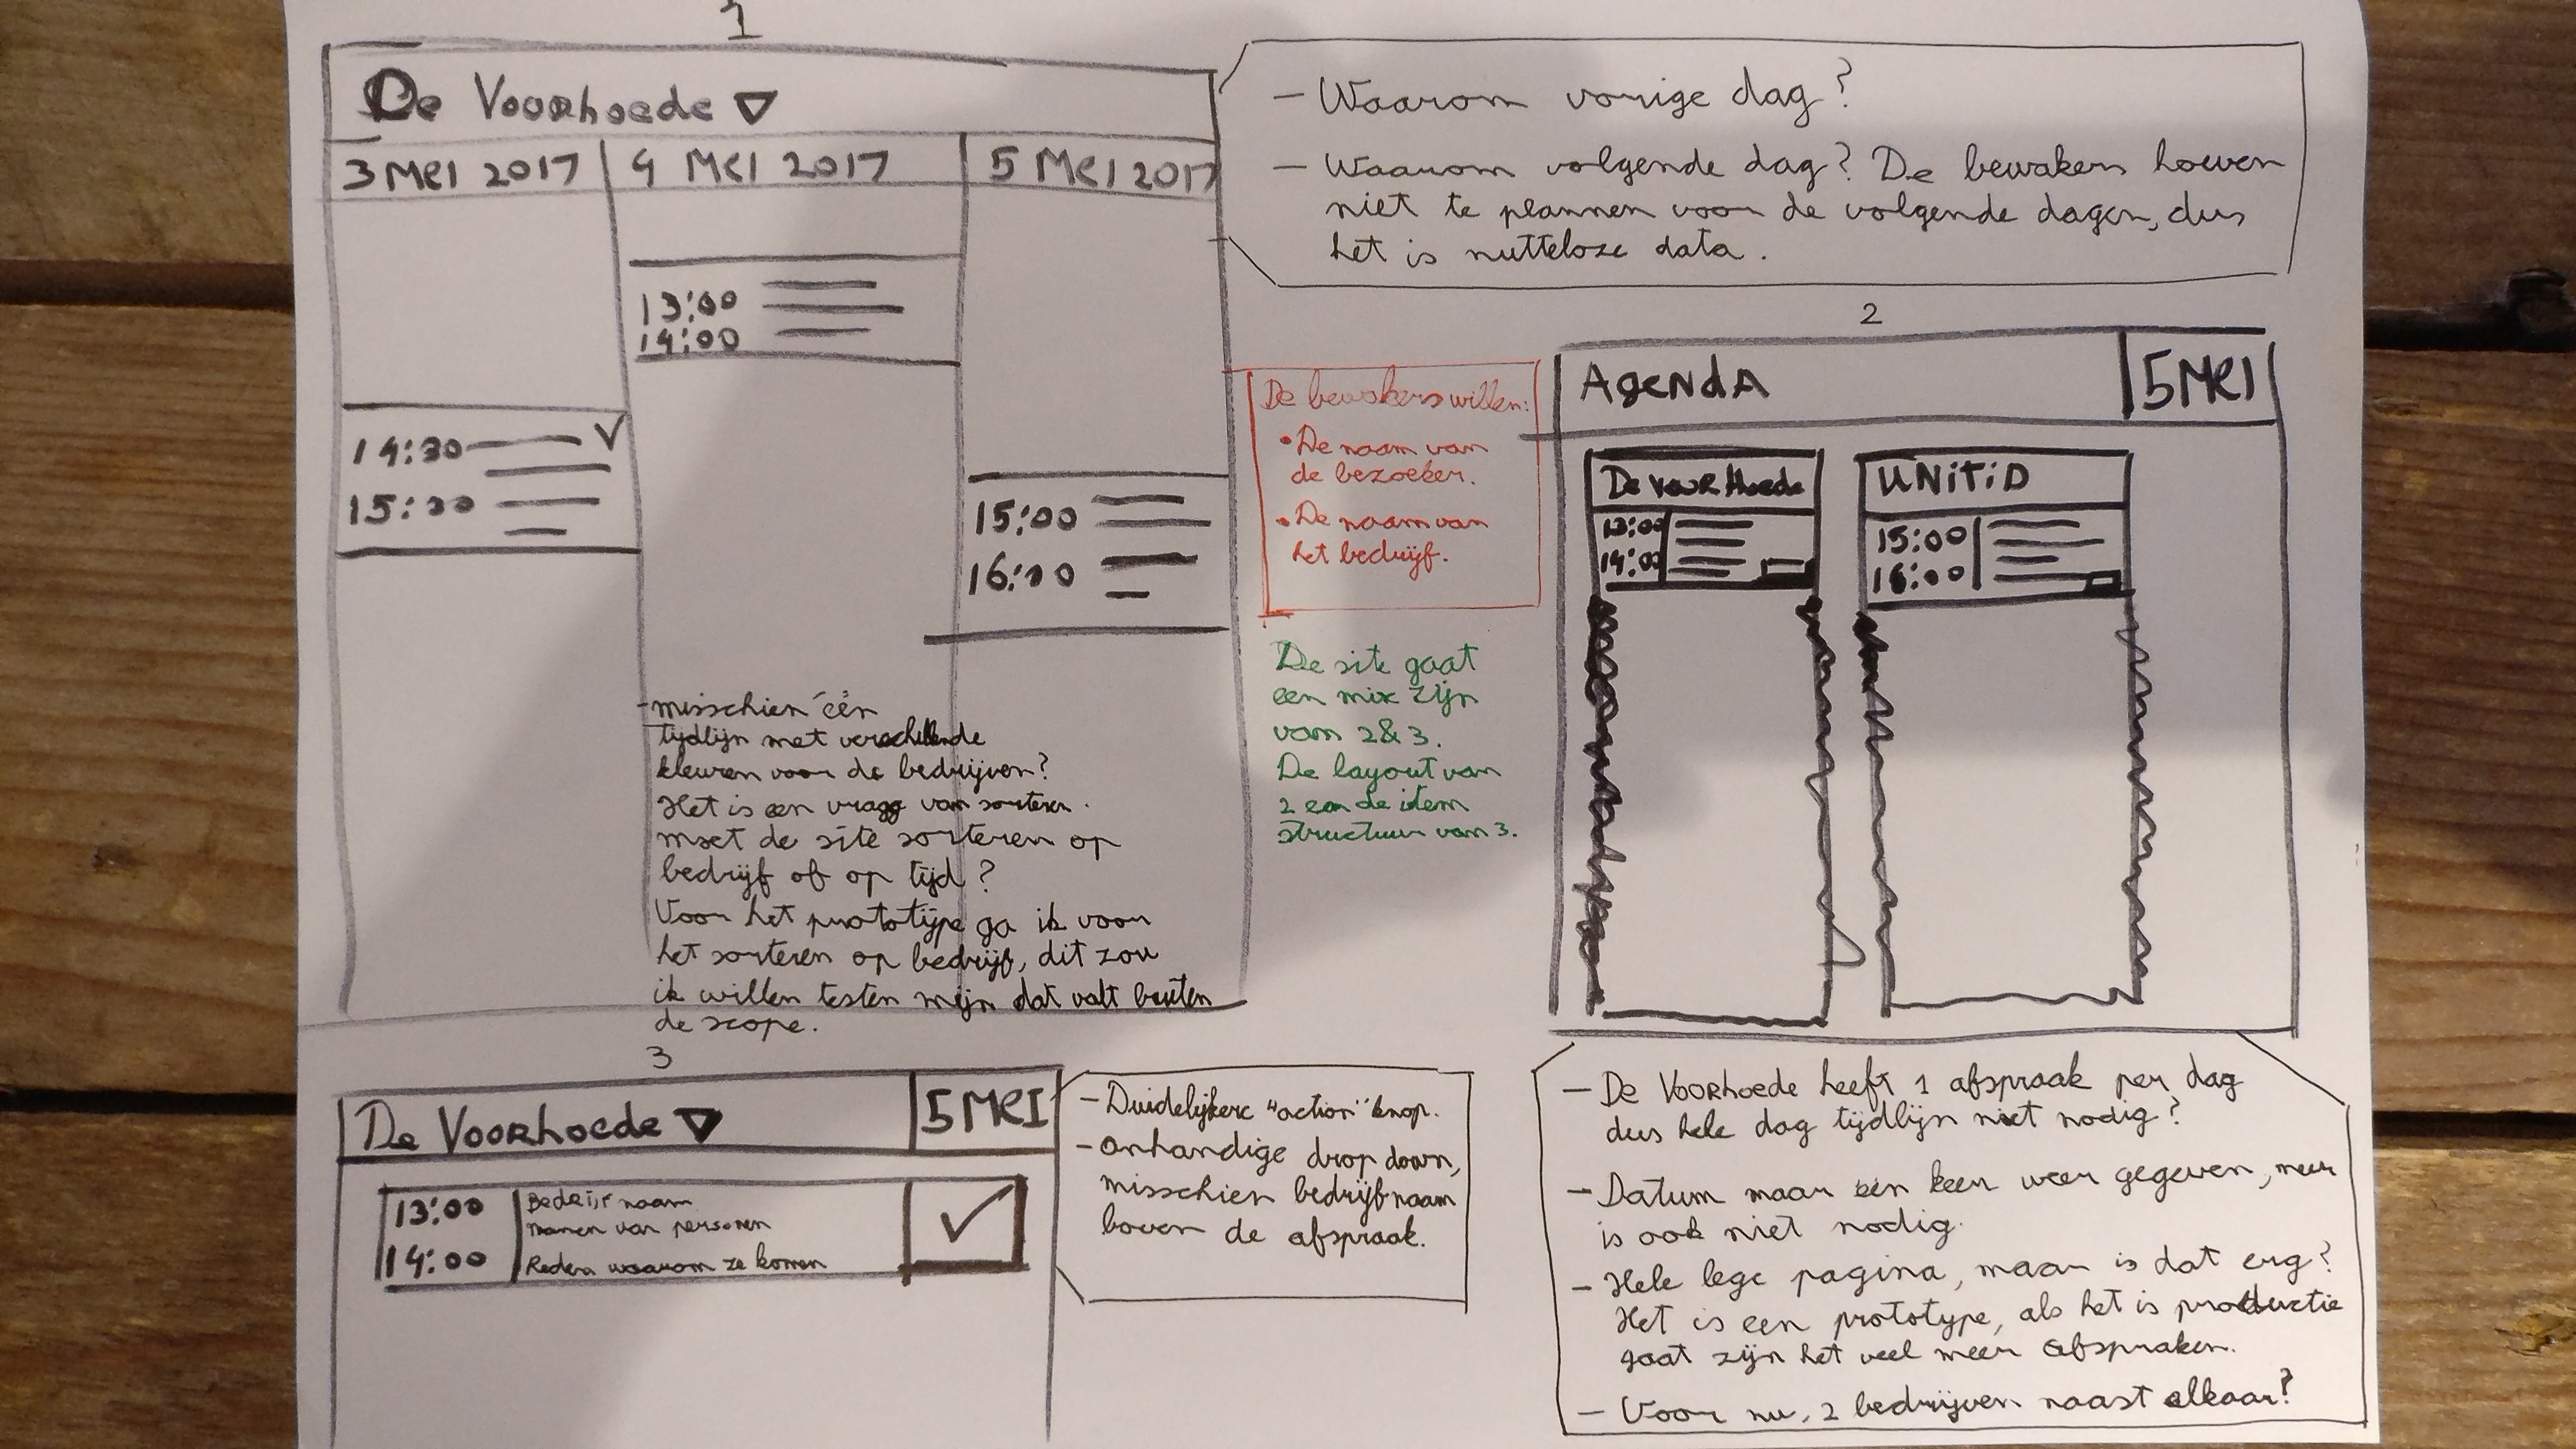 1
De Voorhoede
3 MEI 2017
4 MEI 2017
5 MEI 2017
13:00
14:00
14:30
15:30
15:00
16:00
- misschien één
tijdlijn met verschillende
kleuren voor de bedrijven?
Het is een vraag van sorteren.
moet de site sorteren op
bedrijf of op tijd?
Voor het prototype ga ik voor
het sorteren op bedrijf, dit zou
ik willen testen mijn dat valt buiten
de scope.
- Waarom vorige dag?
- Waarom volgende dag? De bewakers hoeven
niet te plannen voor de volgende dagen, dus
het is nutteloze data.
De bewakers willen:
• De naam van
de bezoeker.
• De naam van
het bedrijf.
De site gaat
een mix zijn
van 2&3.
De layout van
2 en de item
structuur van 3.
2
AgendA
5 MEI
De VoorHoede
13:00
14:00
UNiTiD
15:00
16:00
- De Voorhoede heeft 1 afspraak per dag
dus hele dag tijdlijn niet nodig?
- Datum maar één keer weer gegeven, meer
is ook niet nodig.
- Hele lege pagina, maar is dat erg?
Het is een prototype, als het is productie
gaat zijn het veel meer afspraken.
- Voor nu, 2 bedrijven naast elkaar?
3
De Voorhoede
5 MEI
13:00
14:00
Bedrijf naam
namen van personen
Reden waarom ze komen
- Duidelijkere "action" knop.
- Onhandige drop down,
misschien bedrijfnaam
boven de afspraak.